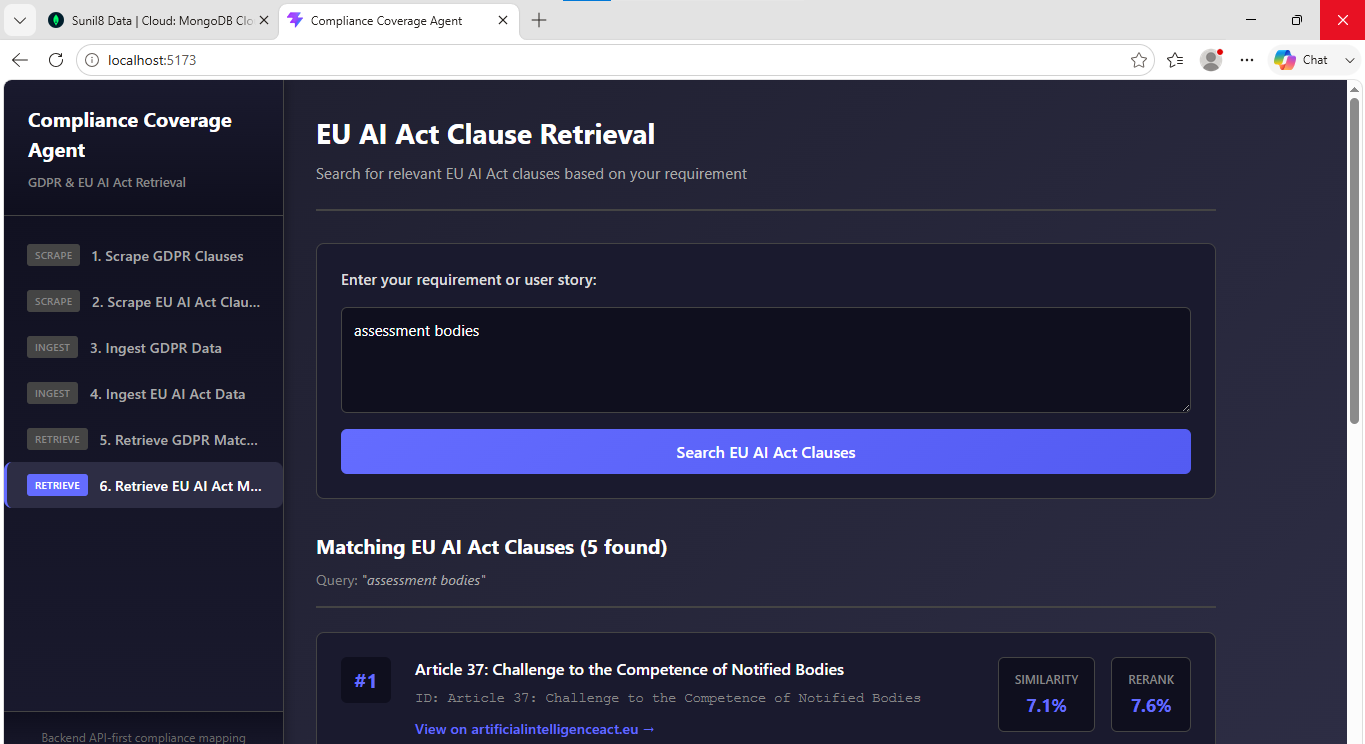 Sunil8 Data | Cloud: MongoDB Clo
Compliance Coverage Agent
localhost:5173
Chat
Compliance Coverage
Agent
GDPR & EU AI Act Retrieval
SCRAPE 1. Scrape GDPR Clauses
SCRAPE 2. Scrape EU AI Act Clau...
INGEST 3. Ingest GDPR Data
INGEST 4. Ingest EU AI Act Data
RETRIEVE 5. Retrieve GDPR Matc...
RETRIEVE 6. Retrieve EU AI Act M...
Backend API-first compliance mapping
EU AI Act Clause Retrieval
Search for relevant EU AI Act clauses based on your requirement
Enter your requirement or user story:
assessment bodies
Search EU AI Act Clauses
Matching EU AI Act Clauses (5 found)
Query: "assessment bodies"
#1
Article 37: Challenge to the Competence of Notified Bodies
ID: Article 37: Challenge to the Competence of Notified Bodies
View on artificialintelligenceact.eu →
SIMILARITY
7.1%
RERANK
7.6%